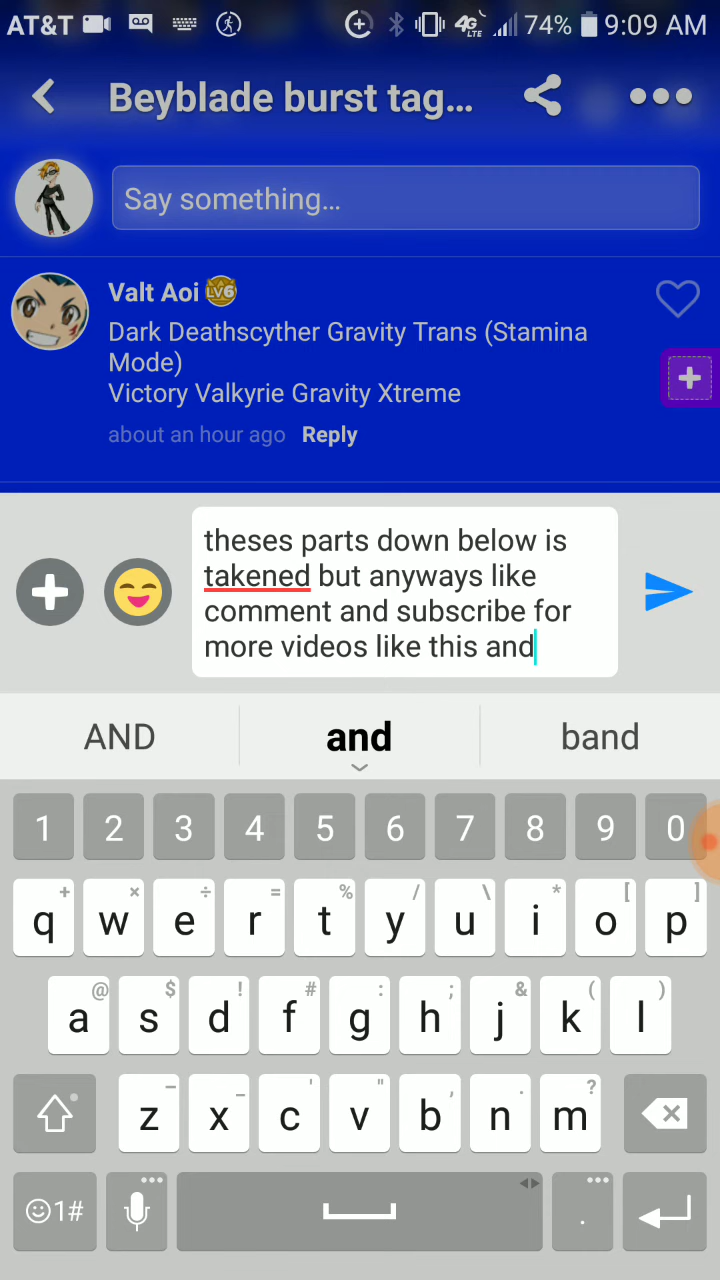 AT&T 4G LTE 74% 9:09 AM
Beyblade burst tag...
Say something...
Valt Aoi LV6
Dark Deathscyther Gravity Trans (Stamina
Mode)
Victory Valkyrie Gravity Xtreme
about an hour ago Reply
theses parts down below is
takened but anyways like
comment and subscribe for
more videos like this and
AND and band
1 2 3 4 5 6 7 8 9 0
+ × ÷ = % / \ * [ ]
q w e r t y u i o p
@ $ ! # : ; & ( )
a s d f g h j k l
- _ ' " , . ?
z x c v b n m
1# .